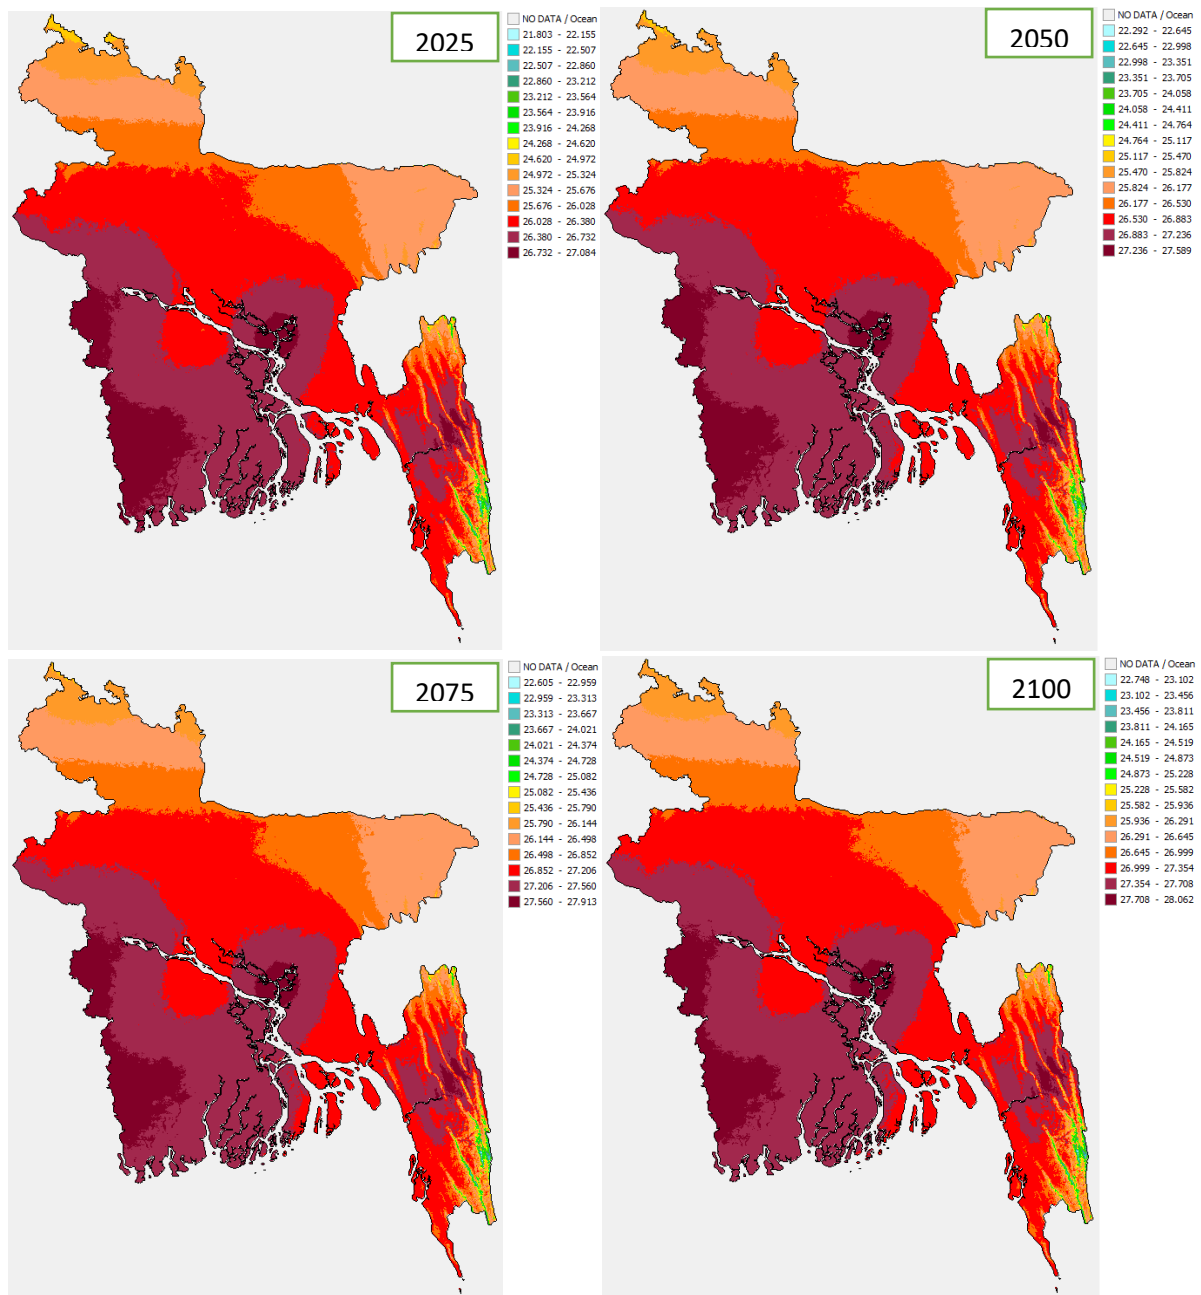 2025
NO DATA / Ocean
21.803 - 22.155
22.155 - 22.507
22.507 - 22.860
22.860 - 23.212
23.212 - 23.564
23.564 - 23.916
23.916 - 24.268
24.268 - 24.620
24.620 - 24.972
24.972 - 25.324
25.324 - 25.676
25.676 - 26.028
26.028 - 26.380
26.380 - 26.732
26.732 - 27.084
2050
NO DATA / Ocean
22.292 - 22.645
22.645 - 22.998
22.998 - 23.351
23.351 - 23.705
23.705 - 24.058
24.058 - 24.411
24.411 - 24.764
24.764 - 25.117
25.117 - 25.470
25.470 - 25.824
25.824 - 26.177
26.177 - 26.530
26.530 - 26.883
26.883 - 27.236
27.236 - 27.589
2075
NO DATA / Ocean
22.605 - 22.959
22.959 - 23.313
23.313 - 23.667
23.667 - 24.021
24.021 - 24.374
24.374 - 24.728
24.728 - 25.082
25.082 - 25.436
25.436 - 25.790
25.790 - 26.144
26.144 - 26.498
26.498 - 26.852
26.852 - 27.206
27.206 - 27.560
27.560 - 27.913
2100
NO DATA / Ocean
22.748 - 23.102
23.102 - 23.456
23.456 - 23.811
23.811 - 24.165
24.165 - 24.519
24.519 - 24.873
24.873 - 25.228
25.228 - 25.582
25.582 - 25.936
25.936 - 26.291
26.291 - 26.645
26.645 - 26.999
26.999 - 27.354
27.354 - 27.708
27.708 - 28.062